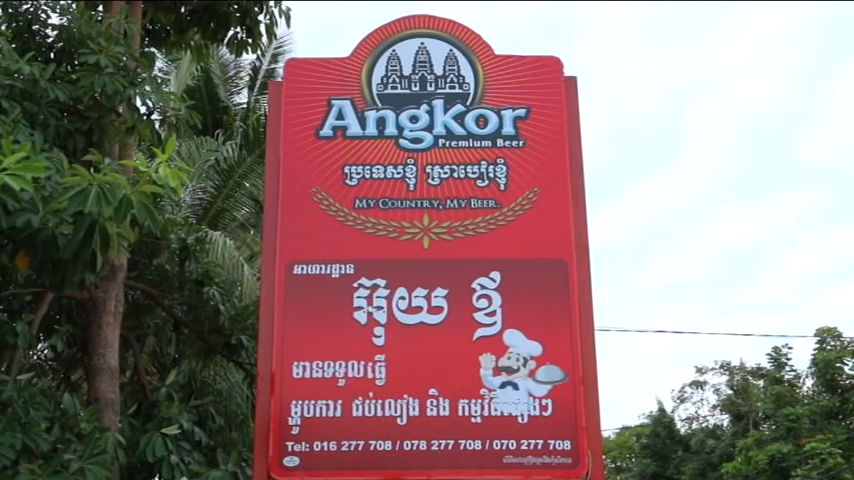 Angkor
Premium Beer
ប្រទេសខ្ញុំ ស្រាបៀរខ្ញុំ
MY COUNTRY, MY BEER.
អាហារដ្ឋាន
អ៊ុយ ឪ
មានទទួលធ្វើ
ម្ហូបការ ជប់លៀង និង កម្មវិធីផ្សេងៗ
Tel: 016 277 708 / 078 277 708 / 070 277 708